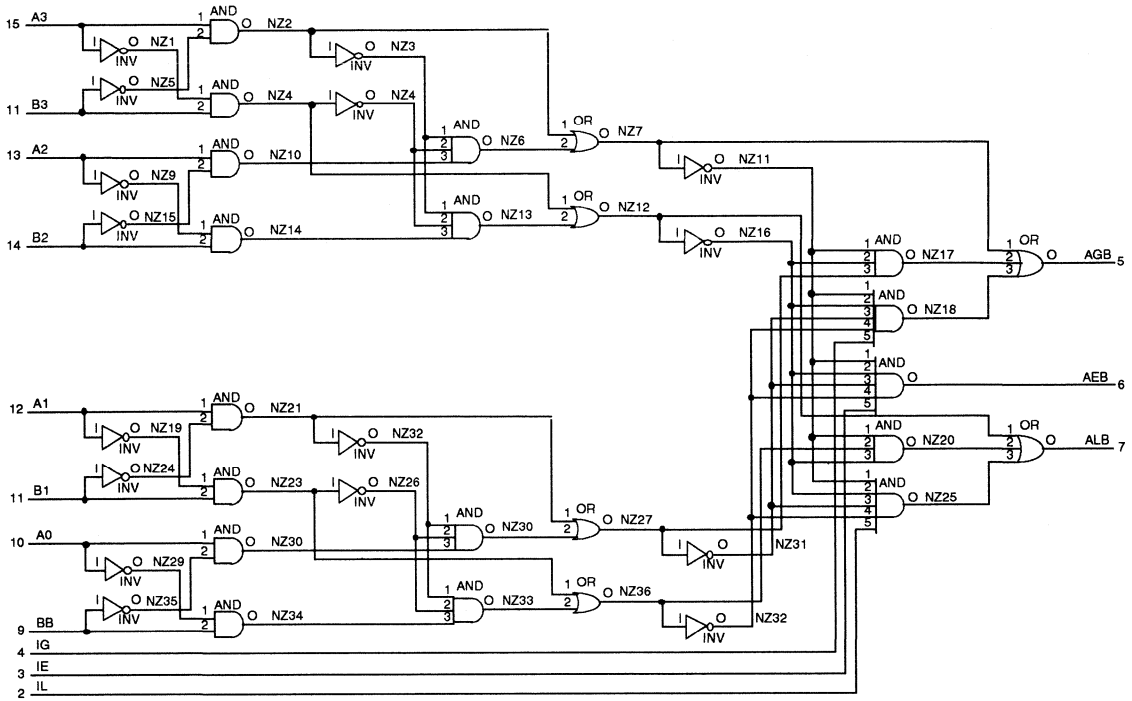 15 A3 1 AND O NZ2
2
I O NZ1 I O NZ3
INV INV
I O NZ5 AND
INV 1 O NZ4 I O NZ4
11 B3 2 INV
1 AND O NZ6
2
3
1 OR O NZ7
2
13 A2 1 AND O NZ10
2
I O NZ9
INV
I O NZ11
INV
I O NZ15 AND
INV 1 O NZ14
14 B2 2
1 AND O NZ13
2
3
1 OR O NZ12
2
I O NZ16
INV
1 AND O NZ17
2
3
1 OR O AGB 5
2
3
1 AND O NZ18
2
3
4
5
1 AND O AEB 6
2
3
4
5
12 A1 1 AND O NZ21
2
I O NZ19 I O NZ32
INV INV
I O NZ24 AND
INV 1 O NZ23 I O NZ26
11 B1 2 INV
1 AND O NZ20
2
3
1 OR O ALB 7
2
3
1 AND O NZ25
2
3
4
5
10 A0 1 AND O NZ30
2
1 AND O NZ30
2
3
1 OR O NZ27
2
I O NZ29
INV
I O NZ31
INV
I O NZ35 AND
INV 1 O NZ34
9 BB 2
1 AND O NZ33
2
3
1 OR O NZ36
2
I O NZ32
INV
4 IG
3 IE
2 IL